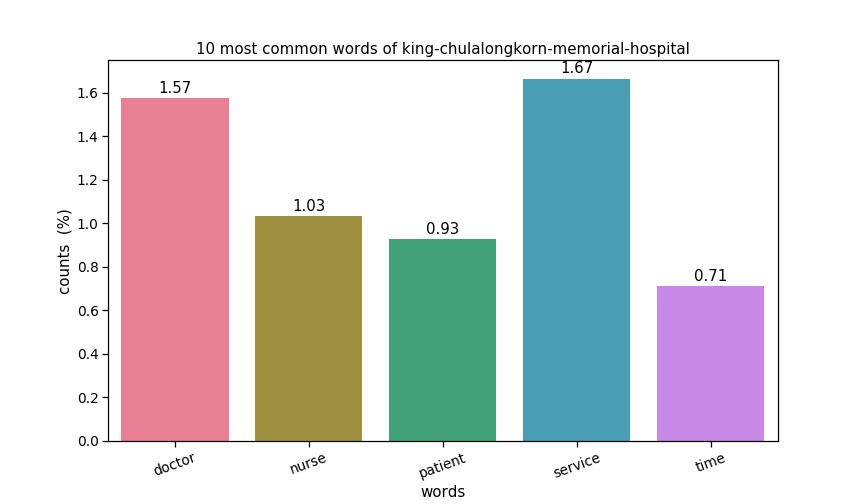 10 most common words of king-chulalongkorn-memorial-hospital
counts (%)
1.6
1.4
1.2
1.0
0.8
0.6
0.4
0.2
0.0
1.57
1.03
0.93
1.67
0.71
doctor
nurse
patient
service
time
words